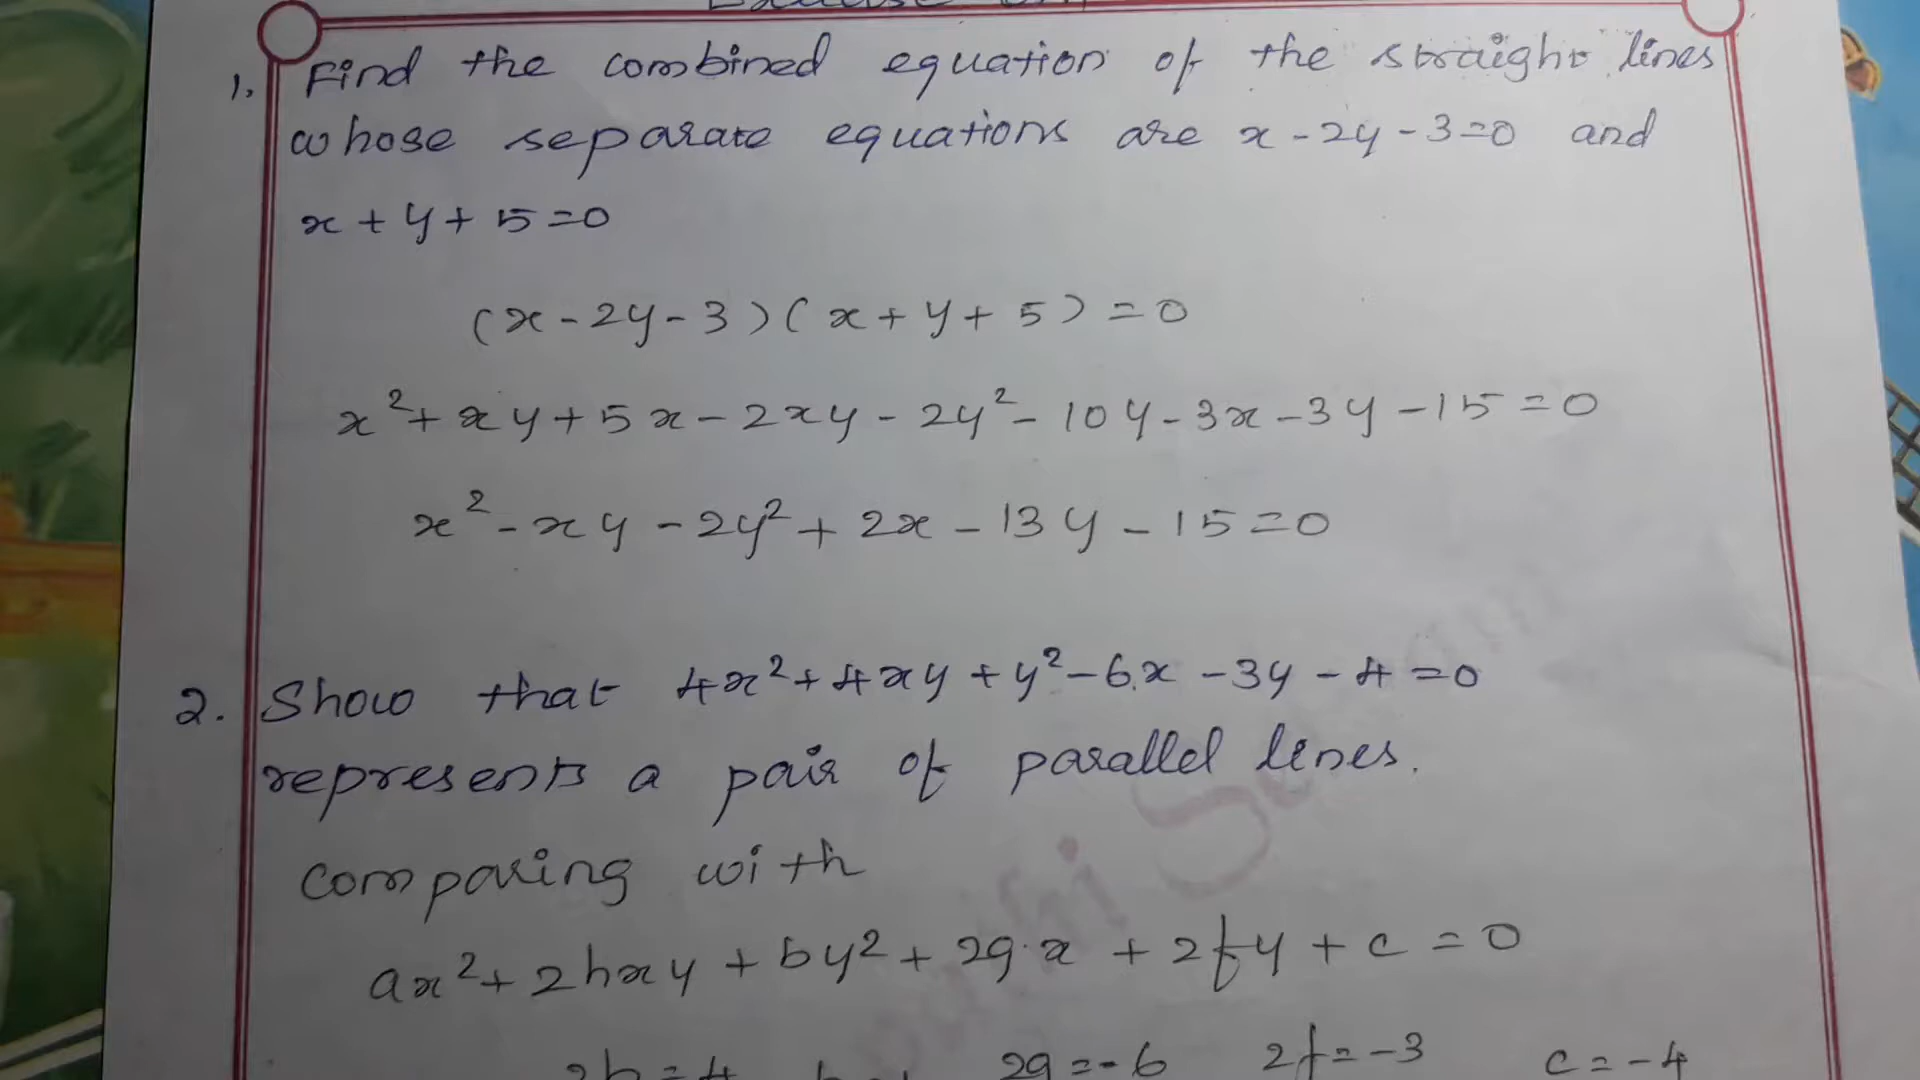 1. Find the combined equation of the straight lines
whose separate equations are x - 2y - 3 = 0 and
x + y + 5 = 0
(x - 2y - 3)(x + y + 5) = 0
x² + xy + 5x - 2xy - 2y² - 10y - 3x - 3y - 15 = 0
x² - xy - 2y² + 2x - 13y - 15 = 0
2. Show that 4x² + 4xy + y² - 6x - 3y - 4 = 0
represents a pair of parallel lines.
comparing with
ax² + 2hxy + by² + 2gx + 2fy + c = 0
2h = 4 2g = -6 2f = -3 c = -4